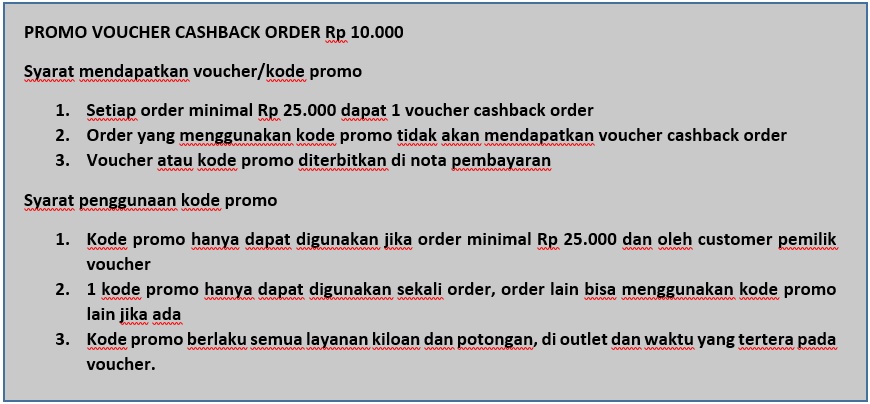 PROMO VOUCHER CASHBACK ORDER Rp 10.000
Syarat mendapatkan voucher/kode promo
1. Setiap order minimal Rp 25.000 dapat 1 voucher cashback order
2. Order yang menggunakan kode promo tidak akan mendapatkan voucher cashback order
3. Voucher atau kode promo diterbitkan di nota pembayaran
Syarat penggunaan kode promo
1. Kode promo hanya dapat digunakan jika order minimal Rp 25.000 dan oleh customer pemilik
voucher
2. 1 kode promo hanya dapat digunakan sekali order, order lain bisa menggunakan kode promo
lain jika ada
3. Kode promo berlaku semua layanan kiloan dan potongan, di outlet dan waktu yang tertera pada
voucher.